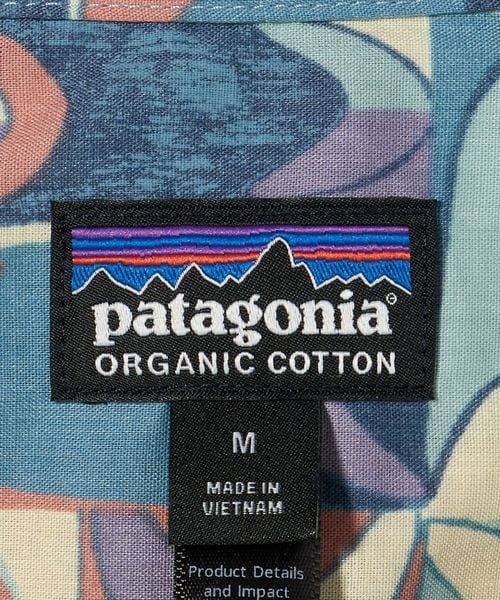 patagonia®
ORGANIC COTTON
M
MADE IN
VIETNAM
Product Details
and Impact